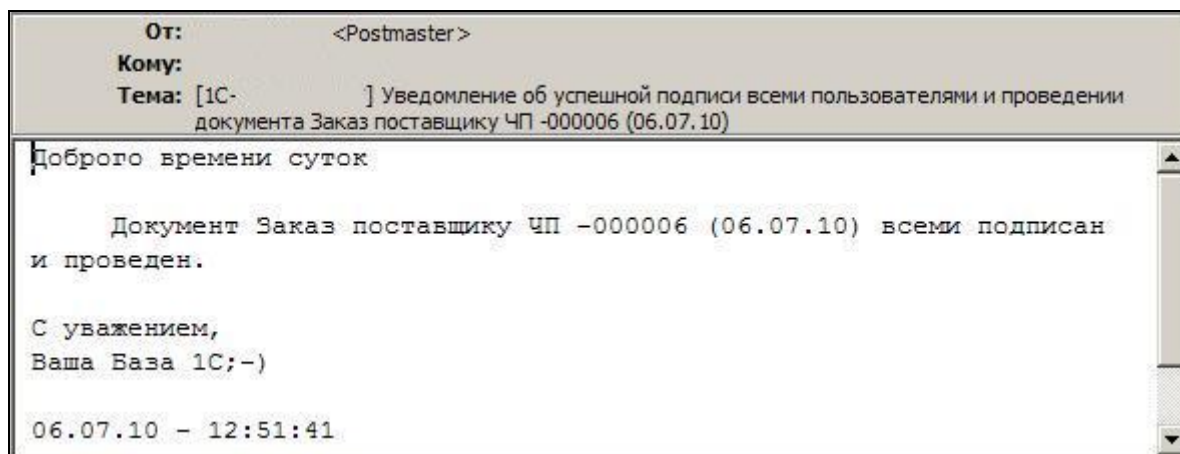 От: <Postmaster>
Кому:
Тема: [1С- ] Уведомление об успешной подписи всеми пользователями и проведении
документа Заказ поставщику ЧП -000006 (06.07.10)
Доброго времени суток
Документ Заказ поставщику ЧП -000006 (06.07.10) всеми подписан
и проведен.
С уважением,
Ваша База 1С;-)
06.07.10 - 12:51:41